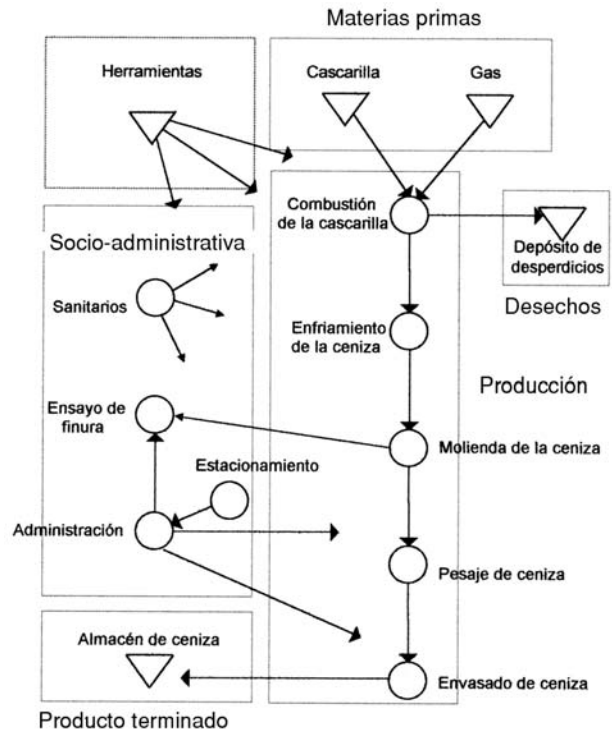 Materias primas
Herramientas
Cascarilla
Gas
Combustión
de la cascarilla
Depósito de
desperdicios
Desechos
Socio-administrativa
Sanitarios
Enfriamiento
de la ceniza
Producción
Ensayo de
finura
Molienda de la ceniza
Estacionamiento
Administración
Pesaje de ceniza
Almacén de ceniza
Envasado de ceniza
Producto terminado